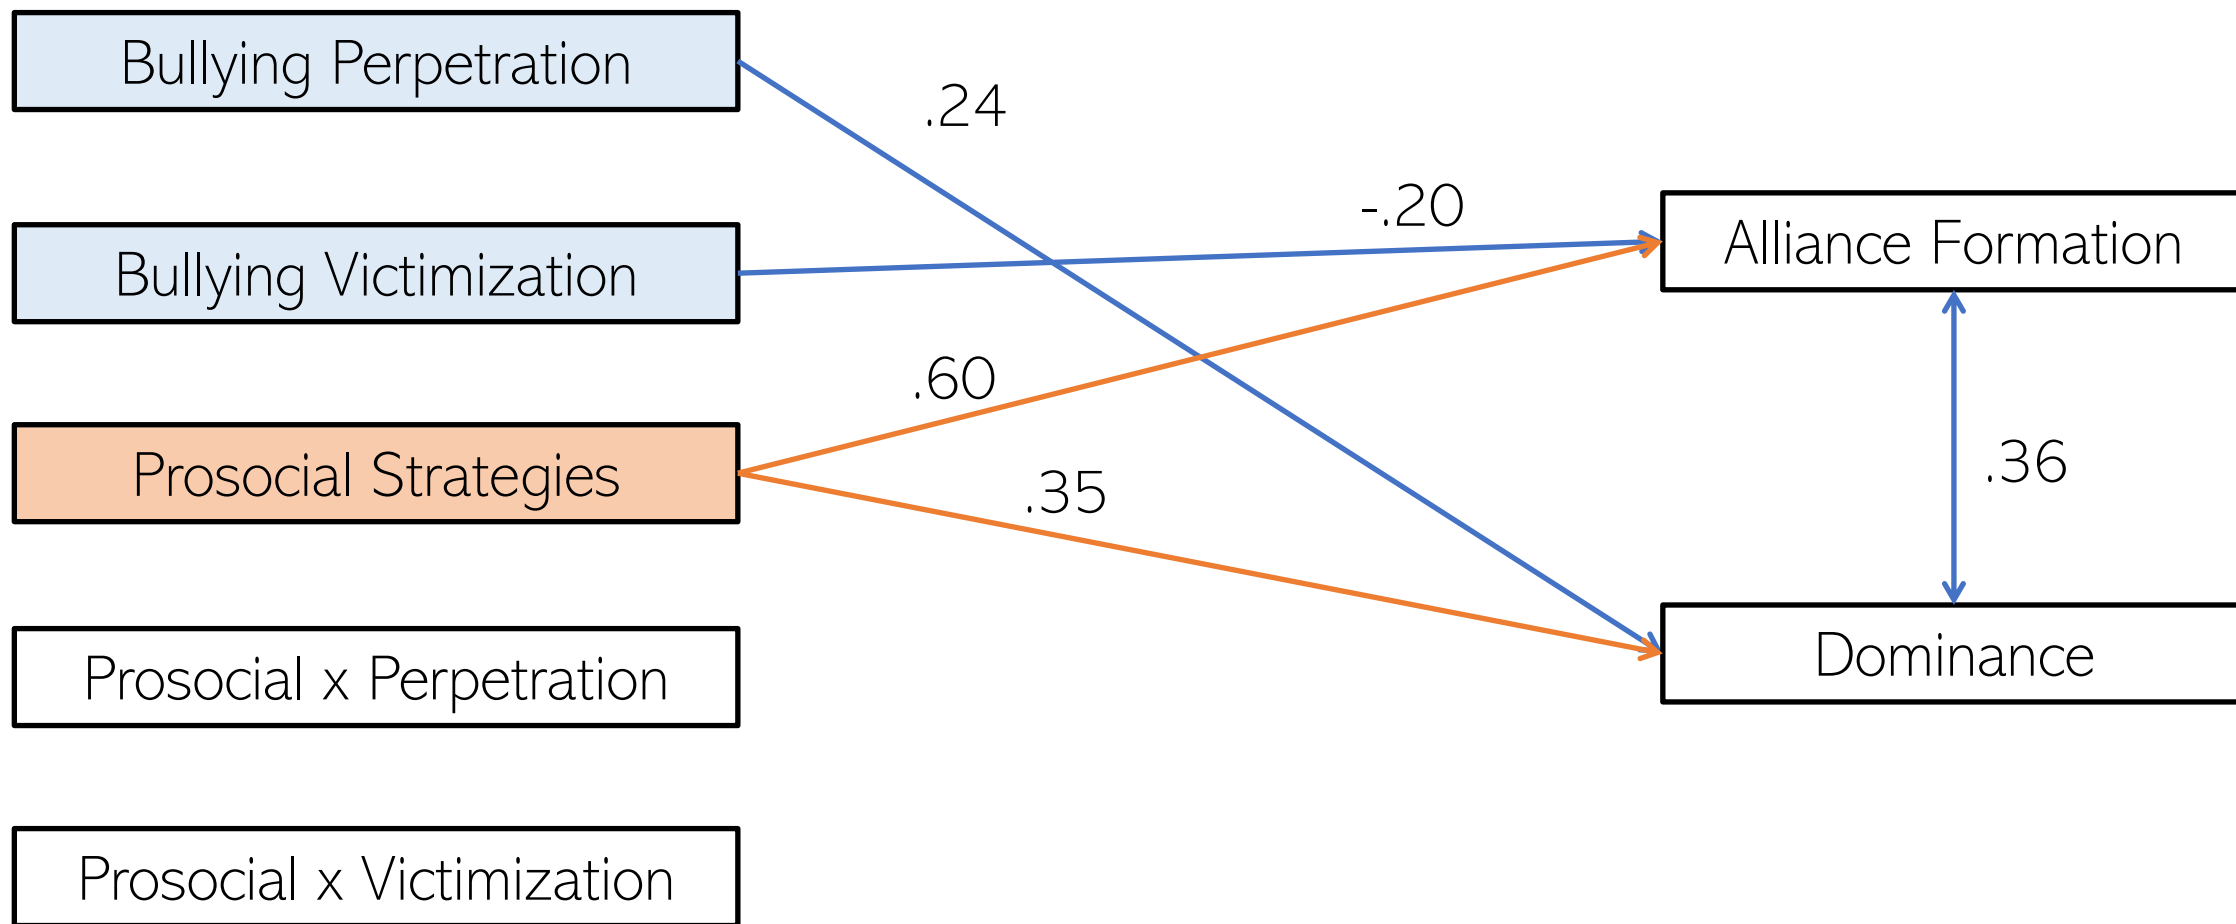 Bullying Perpetration
.24
-.20
Bullying Victimization
Alliance Formation
.60
Prosocial Strategies
.35
.36
Prosocial x Perpetration
Dominance
Prosocial x Victimization